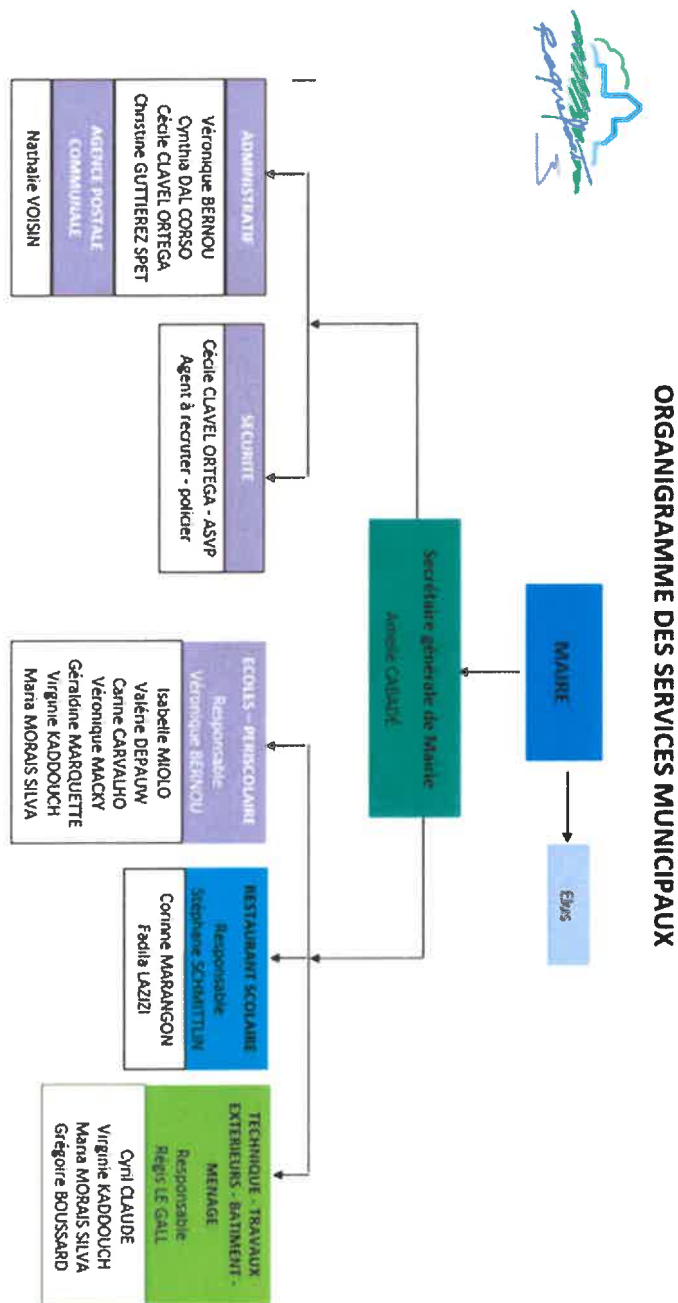 ORGANIGRAMME DES SERVICES MUNICIPAUX
MAIRE
Elus
Secrétaire générale de Mairie
Amélie CABADÉ
ADMINISTRATIF
Véronique BERNOU
Cynthia DAL CORSO
Cécile CLAVEL ORTEGA
Christine GUTTIEREZ SPET
AGENCE POSTALE
COMMUNALE
Nathalie VOISIN
SECURITE
Cécile CLAVEL ORTEGA - ASVP
Agent à recruter - policier
ECOLES – PERISCOLAIRE
Responsable
Véronique BERNOU
Isabelle MIOLO
Valérie DEPAUW
Carine CARVALHO
Véronique MACKY
Géraldine MARQUETTE
Virginie KADDOUCH
Maria MORAIS SILVA
RESTAURANT SCOLAIRE
Responsable
Stéphane SCHMITTLIN
Corinne MARANGON
Fadila LAZIZI
TECHNIQUE - TRAVAUX
EXTERIEURS - BATIMENT -
MENAGE
Responsable
Régis LE GALL
Cyril CLAUDE
Virginie KADDOUCH
Maria MORAIS SILVA
Grégoire BOUSSARD